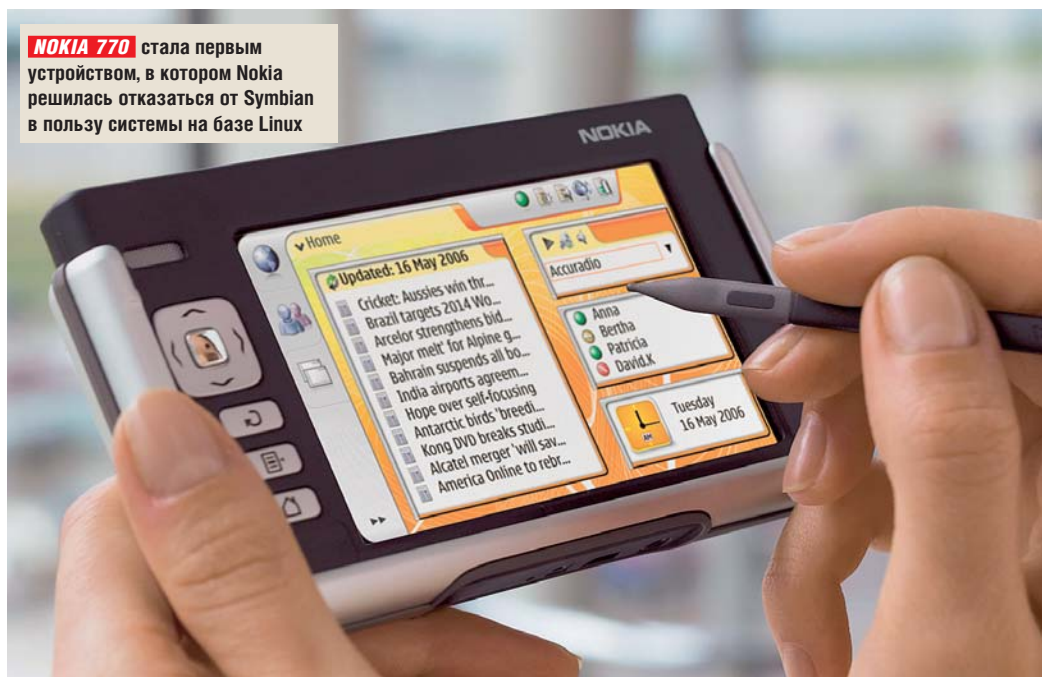 NOKIA 770 стала первым
устройством, в котором Nokia
решилась отказаться от Symbian
в пользу системы на базе Linux
NOKIA
Home
Updated: 16 May 2006
Cricket: Aussies win thr...
Brazil targets 2014 Wo...
Arcelor strengthens bid...
'Major melt' for Alpine g...
Bahrain suspends all bo...
India airports agreem...
Hope over self-focusing
Antarctic birds 'breedi...
Kong DVD breaks studi...
Alcatel merger 'will sav...
America Online to rebr...
Accuradio
Anna
Bertha
Patricia
David.K
AM
Tuesday
16 May 2006